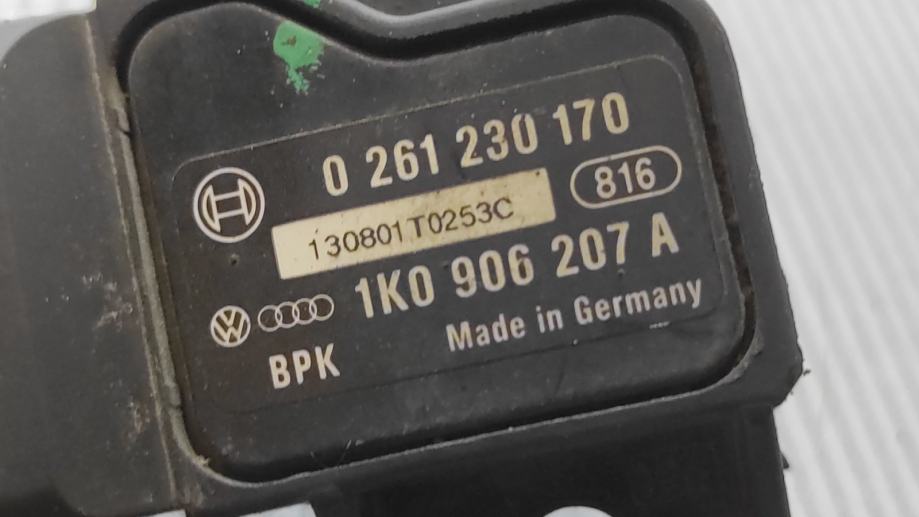 0 261 230 170
816
130801T0253C
1K0 906 207 A
Made in Germany
BPK